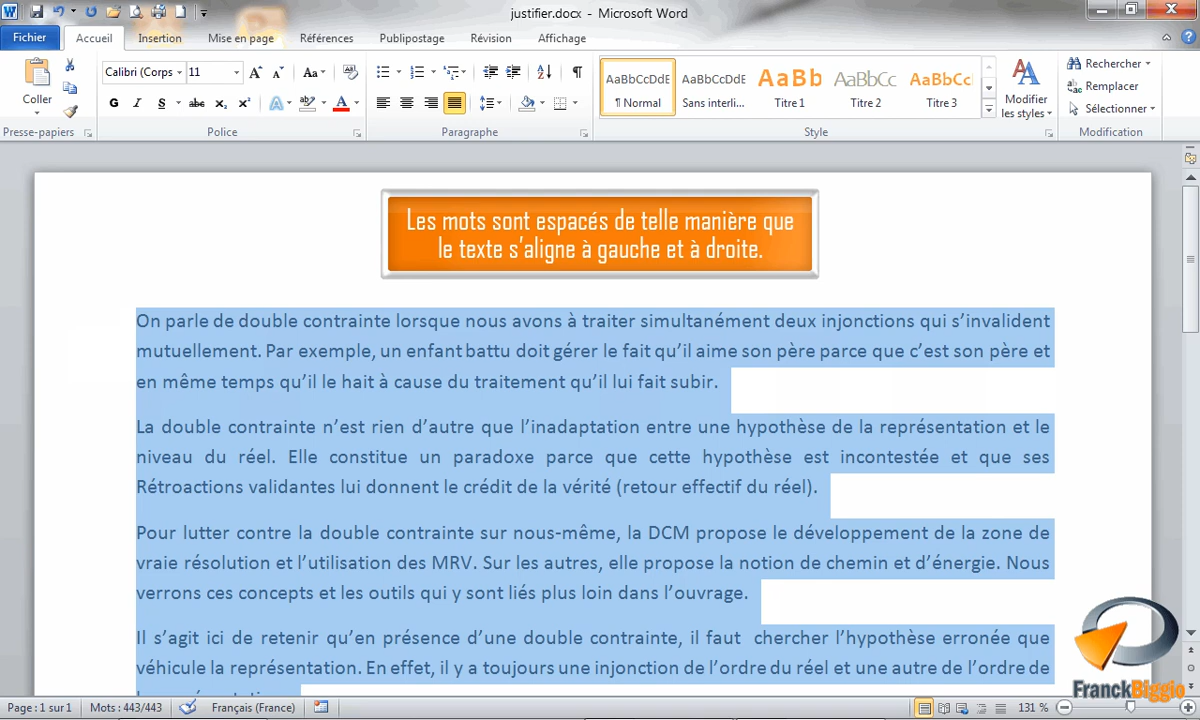 justifier.docx - Microsoft Word
Fichier Accueil Insertion Mise en page Références Publipostage Révision Affichage
Coller
Calibri (Corps 11
G I S abc x₂ x² A ab A
AaBbCcDdE AaBbCcDdE AaBb AaBbCc AaBbCc
¶ Normal Sans interli... Titre 1 Titre 2 Titre 3
Modifier les styles
Rechercher
Remplacer
Sélectionner
Presse-papiers Police Paragraphe Style Modification
Les mots sont espacés de telle manière que
le texte s'aligne à gauche et à droite.
On parle de double contrainte lorsque nous avons à traiter simultanément deux injonctions qui s'invalident
mutuellement. Par exemple, un enfant battu doit gérer le fait qu'il aime son père parce que c'est son père et
en même temps qu'il le hait à cause du traitement qu'il lui fait subir.
La double contrainte n'est rien d'autre que l'inadaptation entre une hypothèse de la représentation et le
niveau du réel. Elle constitue un paradoxe parce que cette hypothèse est incontestée et que ses
Rétroactions validantes lui donnent le crédit de la vérité (retour effectif du réel).
Pour lutter contre la double contrainte sur nous-même, la DCM propose le développement de la zone de
vraie résolution et l'utilisation des MRV. Sur les autres, elle propose la notion de chemin et d'énergie. Nous
verrons ces concepts et les outils qui y sont liés plus loin dans l'ouvrage.
Il s'agit ici de retenir qu'en présence d'une double contrainte, il faut chercher l'hypothèse erronée que
véhicule la représentation. En effet, il y a toujours une injonction de l'ordre du réel et une autre de l'ordre de
FranckBiggio
Page : 1 sur 1 Mots : 443/443 Français (France) 131 %